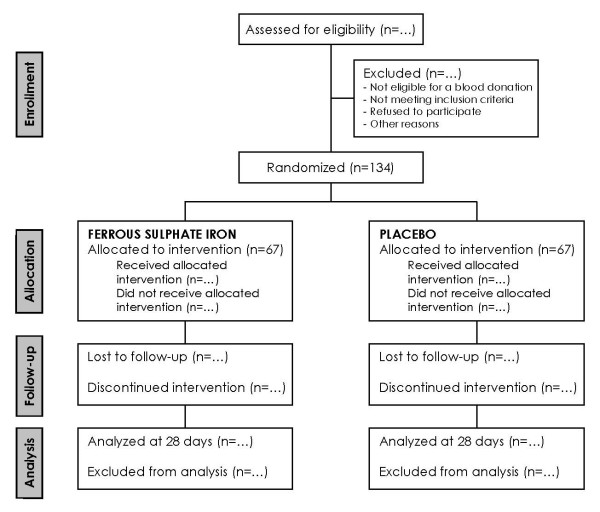 Assessed for eligibility (n=…)
Enrollment
Excluded (n=…)
- Not eligible for a blood donation
- Not meeting inclusion criteria
- Refused to participate
- Other reasons
Randomized (n=134)
Allocation
FERROUS SULPHATE IRON
Allocated to intervention (n=67)
Received allocated
intervention (n=…)
Did not receive allocated
intervention (n=…)
PLACEBO
Allocated to intervention (n=67)
Received allocated
intervention (n=…)
Did not receive allocated
intervention (n=…)
Follow-up
Lost to follow-up (n=…)
Discontinued intervention (n=…)
Lost to follow-up (n=…)
Discontinued intervention (n=…)
Analysis
Analyzed at 28 days (n=…)
Excluded from analysis (n=…)
Analyzed at 28 days (n=…)
Excluded from analysis (n=…)